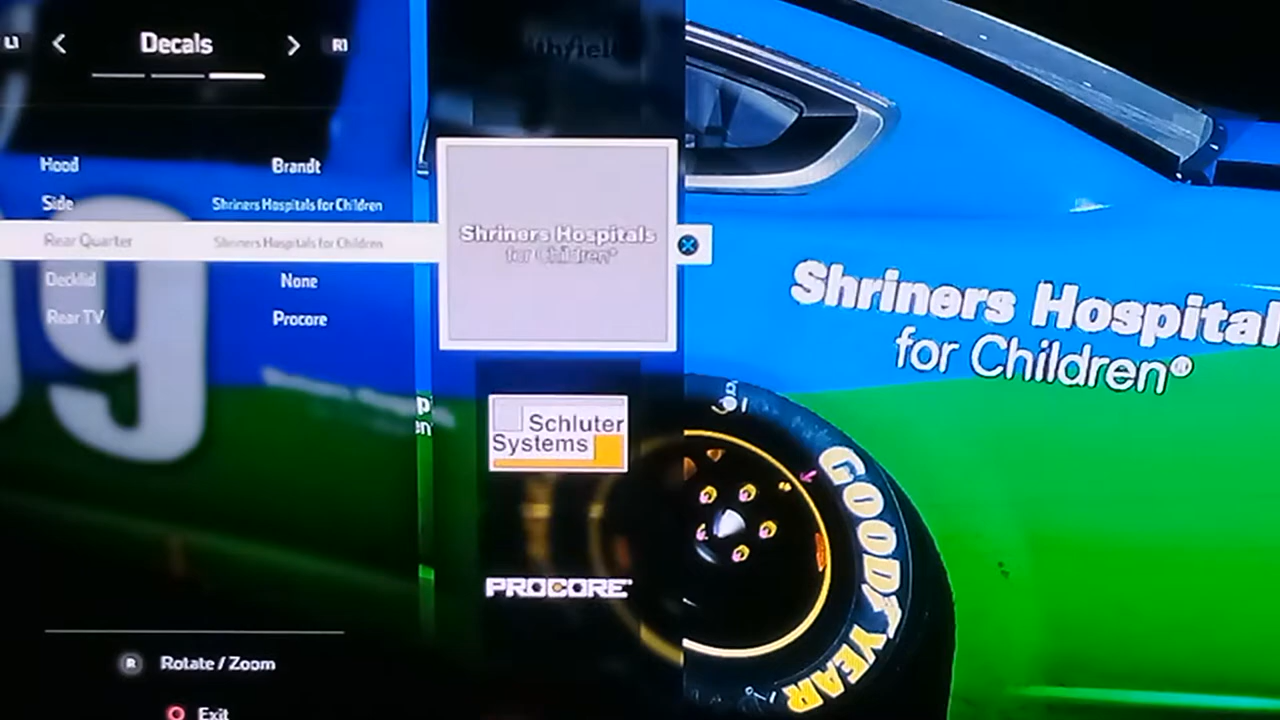 L1
Decals
R1
Hood
Brandt
Side
Shriners Hospitals for Children
Rear Quarter
Shriners Hospitals for Children
Decklid
None
Rear TV
Procore
R
Rotate / Zoom
Exit
Shriners Hospitals
for Children®
Schluter
Systems
PROCORE
Shriners Hospital
for Children®
GOODYEAR
9